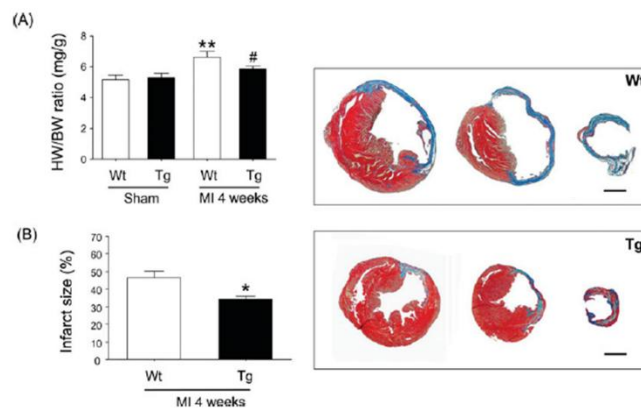 (A)
HW/BW ratio (mg/g)
8
6
4
2
0
**
#
Wt Tg Wt Tg
Sham MI 4 weeks
Wt
(B)
Infarct size (%)
70
60
50
40
30
20
10
0
*
Wt Tg
MI 4 weeks
Tg